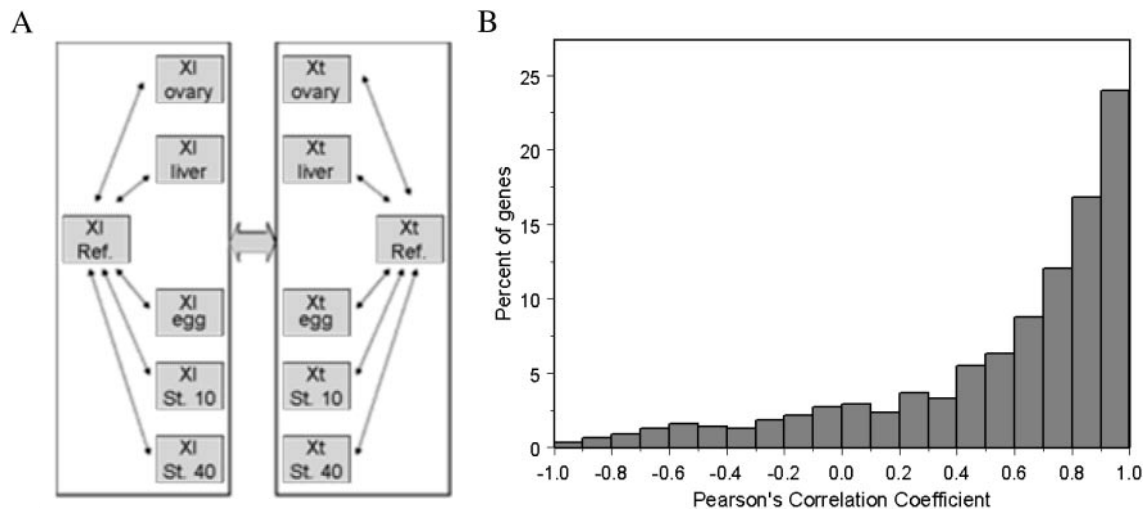 A
Xl
ovary
Xl
liver
Xl
Ref.
Xl
egg
Xl
St. 10
Xl
St. 40
Xt
ovary
Xt
liver
Xt
Ref.
Xt
egg
Xt
St. 10
Xt
St. 40
B
Percent of genes
25
20
15
10
5
0
-1.0 -0.8 -0.6 -0.4 -0.2 0.0 0.2 0.4 0.6 0.8 1.0
Pearson's Correlation Coefficient